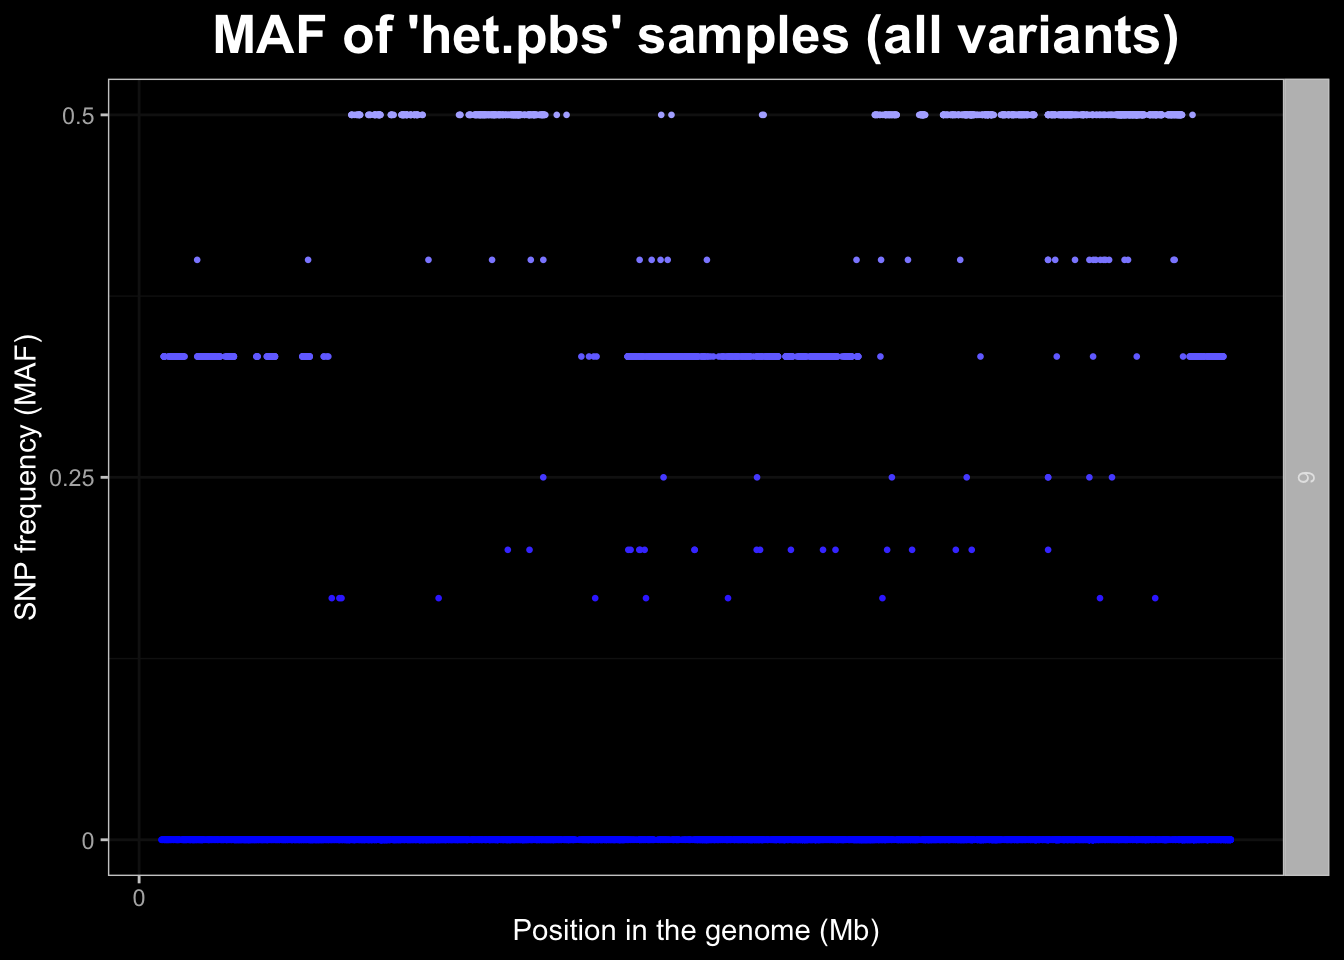 MAF of 'het.pbs' samples (all variants)
SNP frequency (MAF)
0.5
0.25
0
0
Position in the genome (Mb)
9